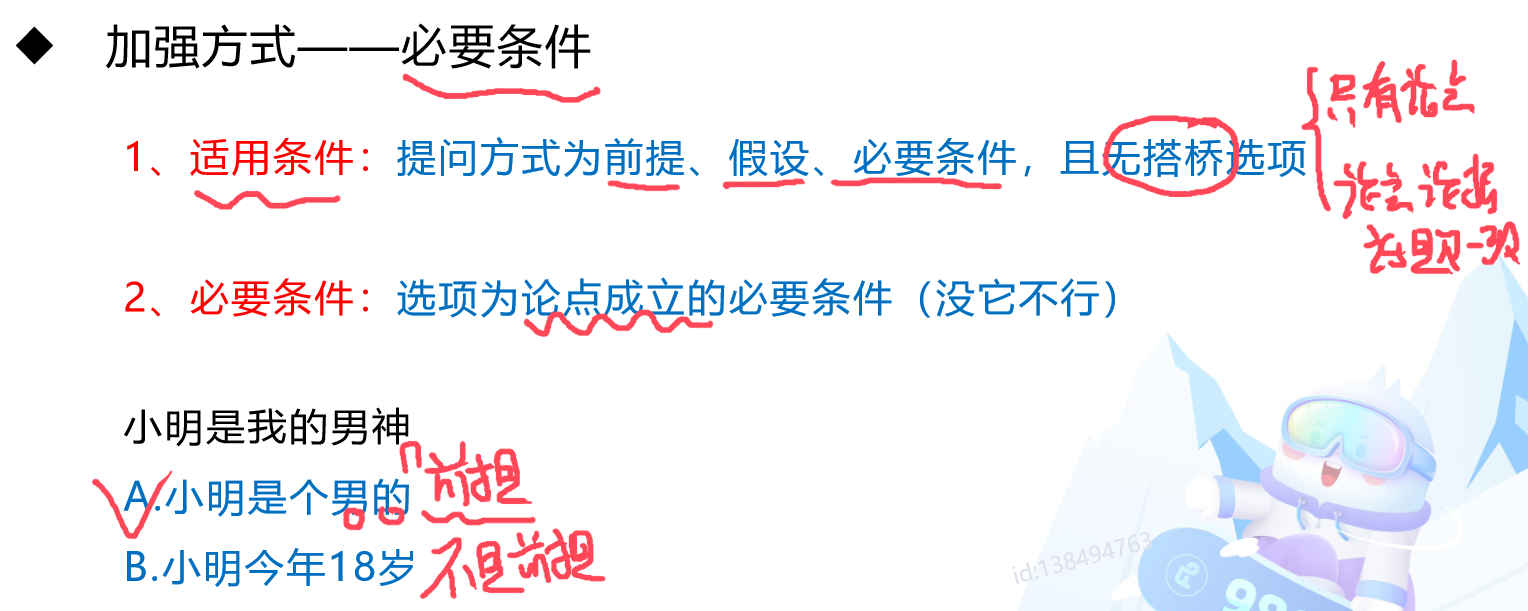 ◆ 加强方式——必要条件
只有论点
1、适用条件：提问方式为前提、假设、必要条件，且无搭桥选项
论点论据
话题一致
2、必要条件：选项为论点成立的必要条件（没它不行）
小明是我的男神
A.小明是个男的 前提
B.小明今年18岁 不是前提
id:138494763